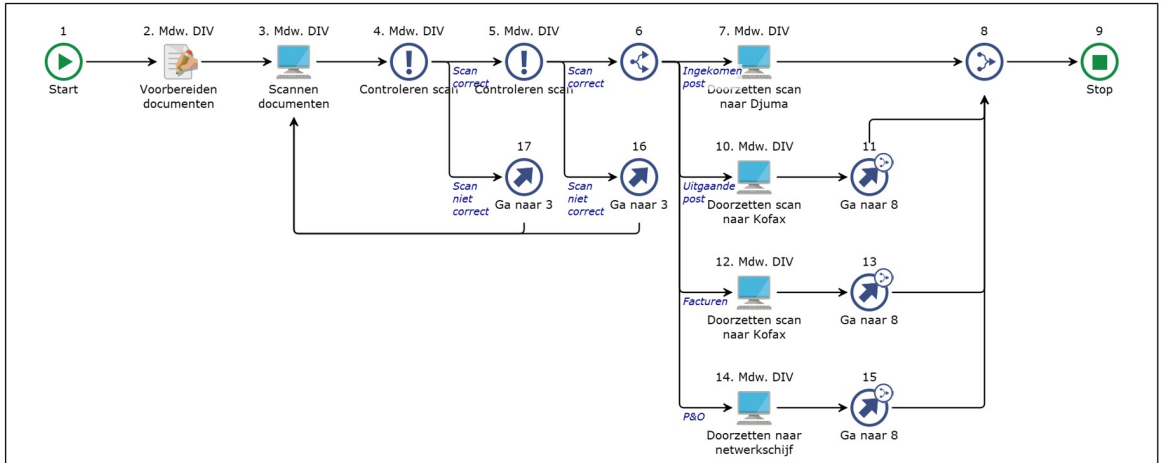 1
2. Mdw. DIV
3. Mdw. DIV
4. Mdw. DIV
5. Mdw. DIV
6
7. Mdw. DIV
8
9
Start
Voorbereiden
documenten
Scannen
documenten
Controleren scan
Scan
correct
Controleren scan
Scan
correct
Ingekomen
post
Doorzetten scan
naar Djuma
Stop
17
16
10. Mdw. DIV
11
Scan
niet
correct
Ga naar 3
Scan
niet
correct
Ga naar 3
Uitgaande
post
Doorzetten scan
naar Kofax
Ga naar 8
12. Mdw. DIV
13
Facturen
Doorzetten scan
naar Kofax
Ga naar 8
14. Mdw. DIV
15
P&O
Doorzetten naar
netwerkschijf
Ga naar 8